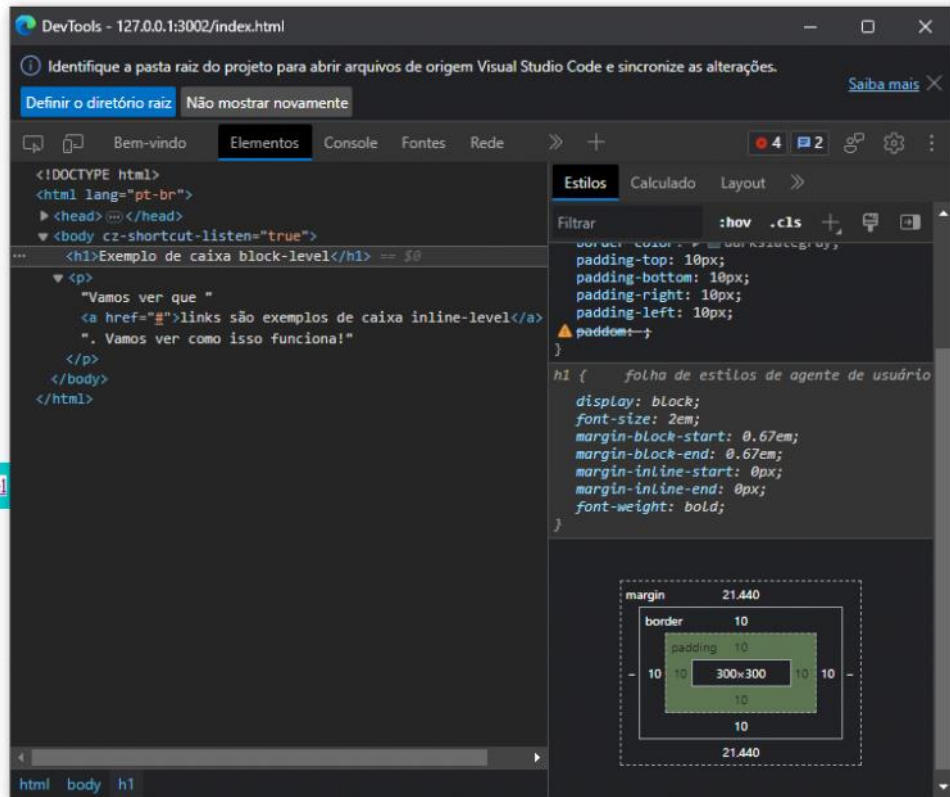 DevTools - 127.0.0.1:3002/index.html
Identifique a pasta raiz do projeto para abrir arquivos de origem Visual Studio Code e sincronize as alterações.
Saiba mais
Definir o diretório raiz Não mostrar novamente
Bem-vindo Elementos Console Fontes Rede 4 2
<!DOCTYPE html>
<html lang="pt-br">
<head>…</head>
<body cz-shortcut-listen="true">
… <h1>Exemplo de caixa block-level</h1> == $0
<p>
"Vamos ver que "
<a href="#">links são exemplos de caixa inline-level</a>
". Vamos ver como isso funciona!"
</p>
</body>
</html>
html body h1
Estilos Calculado Layout
Filtrar :hov .cls
border-color: darkslategray;
padding-top: 10px;
padding-bottom: 10px;
padding-right: 10px;
padding-left: 10px;
paddom: ;
}
h1 { folha de estilos de agente de usuário
display: block;
font-size: 2em;
margin-block-start: 0.67em;
margin-block-end: 0.67em;
margin-inline-start: 0px;
margin-inline-end: 0px;
font-weight: bold;
}
margin 21.440
border 10
padding 10
- 10 10 300×300 10 10 -
10
10
21.440